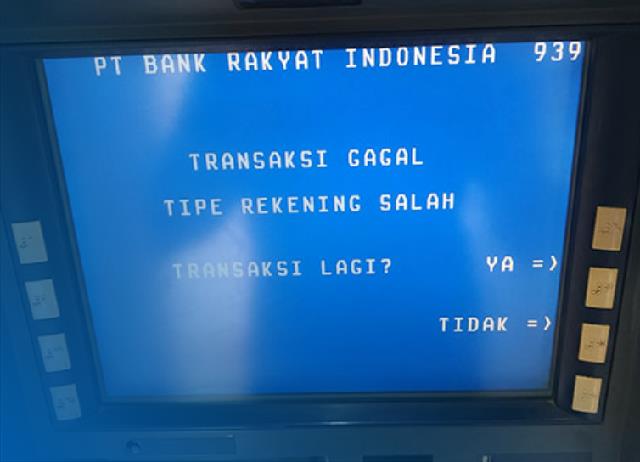 PT BANK RAKYAT INDONESIA 939
TRANSAKSI GAGAL
TIPE REKENING SALAH
TRANSAKSI LAGI? YA =>
TIDAK =>